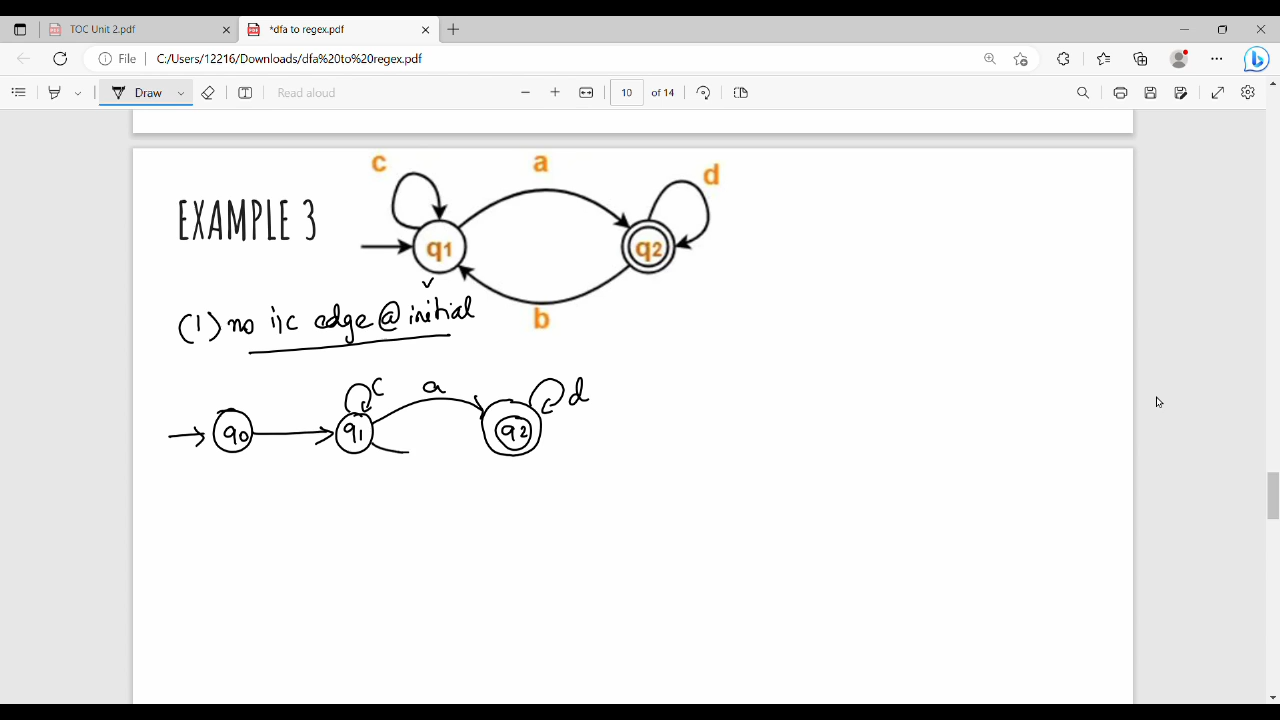 TOC Unit 2.pdf
*dfa to regex.pdf
File
C:/Users/12216/Downloads/dfa%20to%20regex.pdf
Draw
Read aloud
10 of 14
EXAMPLE 3
c
a
d
q1
q2
b
(1) no i/c edge @ initial
c
a
d
q0
q1
q2